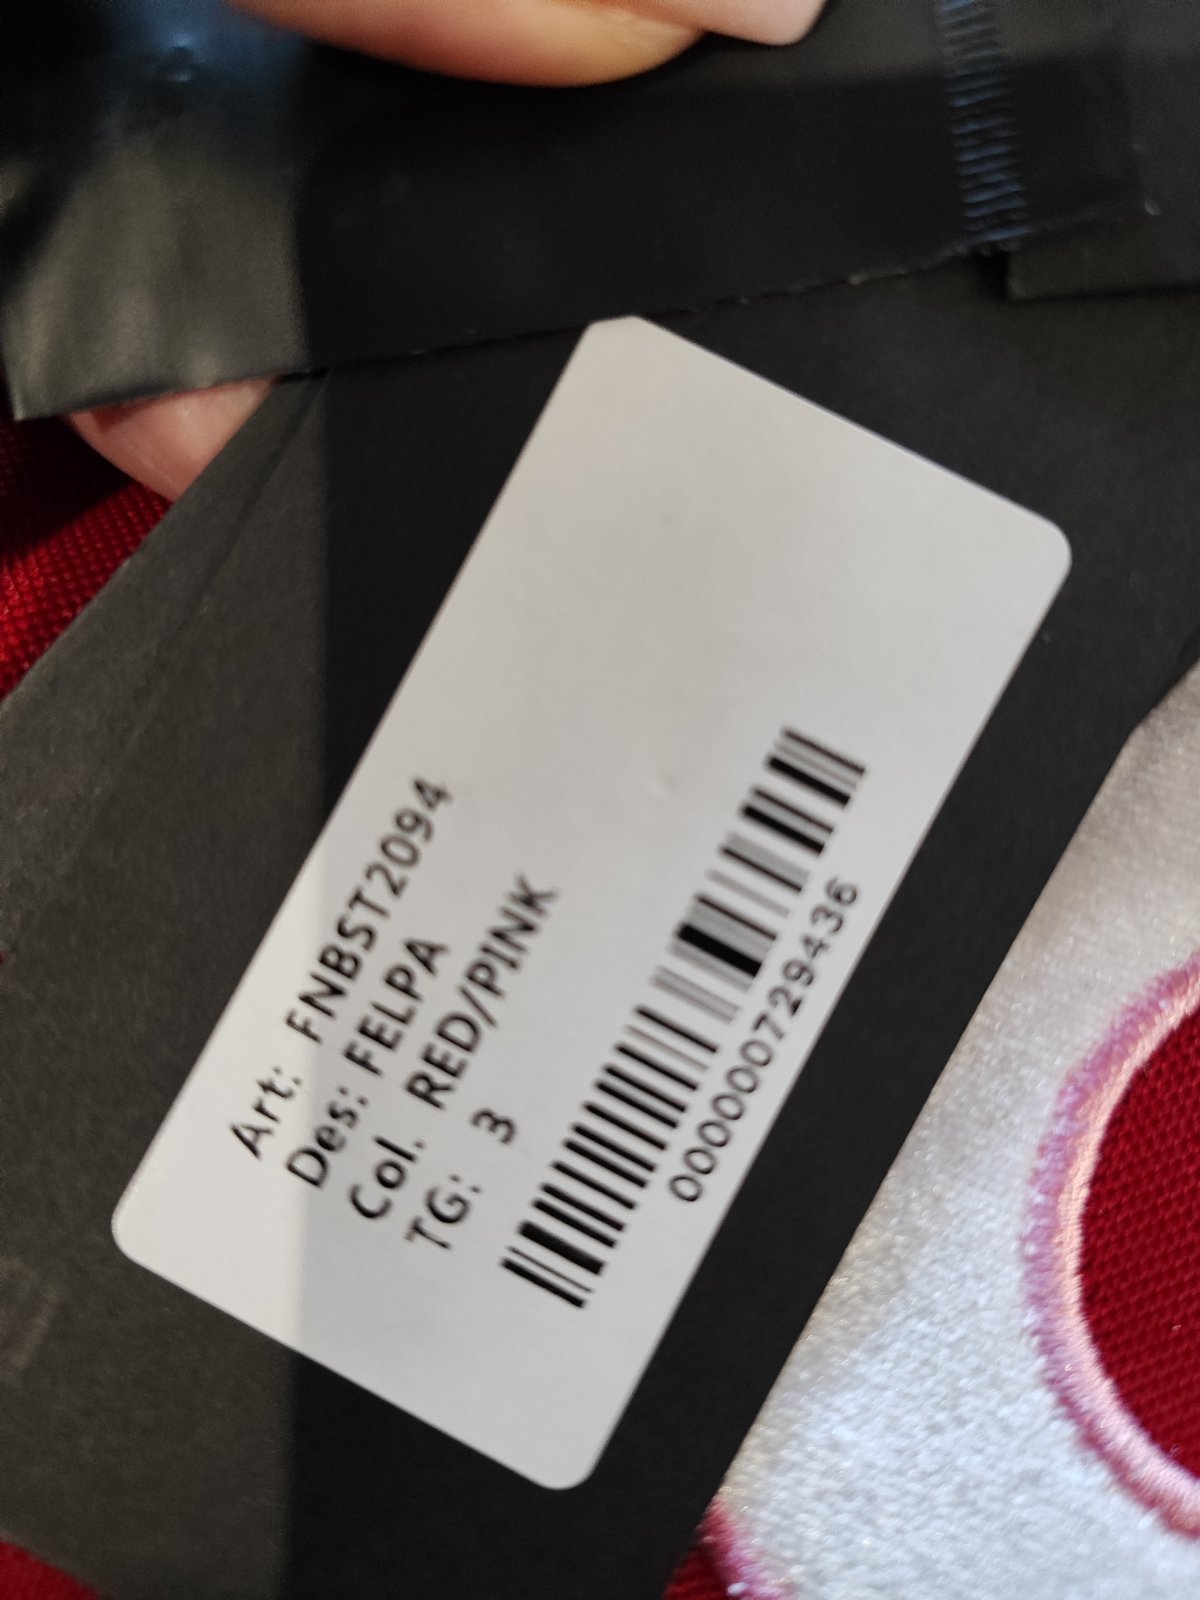 Art: FNBST2094
Des: FELPA
Col. RED/PINK
TG: 3
000000729436